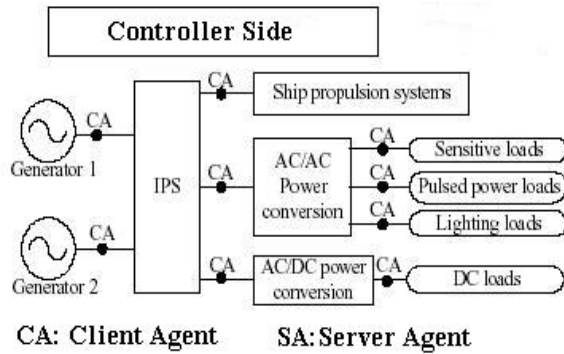 Controller Side
CA
Ship propulsion systems
CA
Generator 1
IPS
CA
AC/AC
Power
conversion
CA
Sensitive loads
CA
Pulsed power loads
CA
Lighting loads
CA
Generator 2
CA
AC/DC power
conversion
CA
DC loads
CA: Client Agent
SA: Server Agent